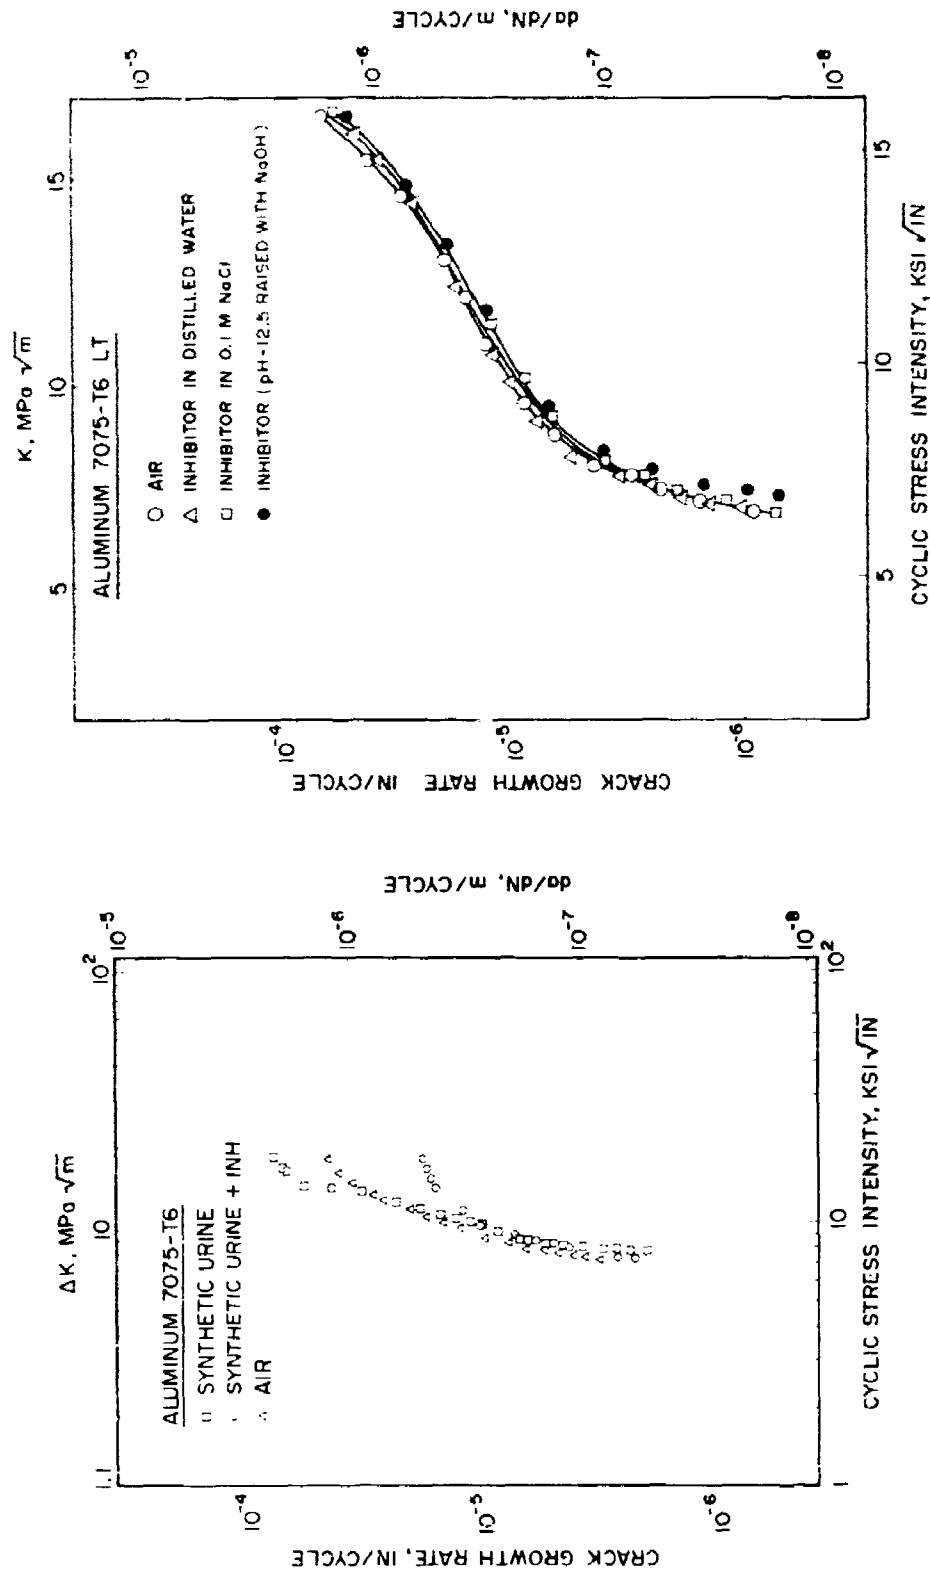 ΔK, MPa √m
1.1
10
10²
ALUMINUM 7075-T6
□ SYNTHETIC URINE
SYNTHETIC URINE + INH
△ AIR
CRACK GROWTH RATE, IN/CYCLE
10⁻⁴
10⁻⁵
10⁻⁶
10⁻⁵
10⁻⁶
10⁻⁷
10⁻⁸
da/dN, m/CYCLE
1
10
10²
CYCLIC STRESS INTENSITY, KSI √IN
K, MPa √m
5
10
15
ALUMINUM 7075-T6 LT
○ AIR
△ INHIBITOR IN DISTILLED WATER
□ INHIBITOR IN 0.1 M NaCl
● INHIBITOR (pH-12.5 RAISED WITH NaOH)
CRACK GROWTH RATE IN/CYCLE
10⁻⁴
10⁻⁵
10⁻⁶
10⁻⁵
10⁻⁶
10⁻⁷
10⁻⁸
da/dN, m/CYCLE
5
10
15
CYCLIC STRESS INTENSITY, KSI √IN